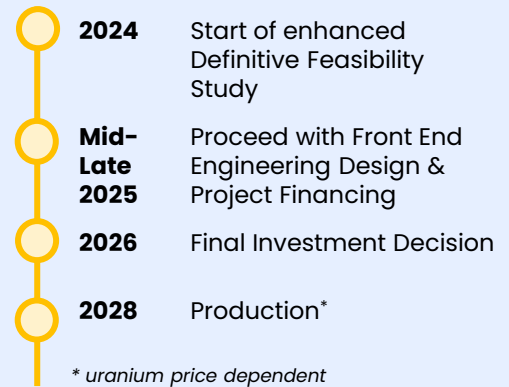 2024 Start of enhanced
Definitive Feasibility
Study
Mid- Proceed with Front End
Late Engineering Design &
2025 Project Financing
2026 Final Investment Decision
2028 Production*
* uranium price dependent